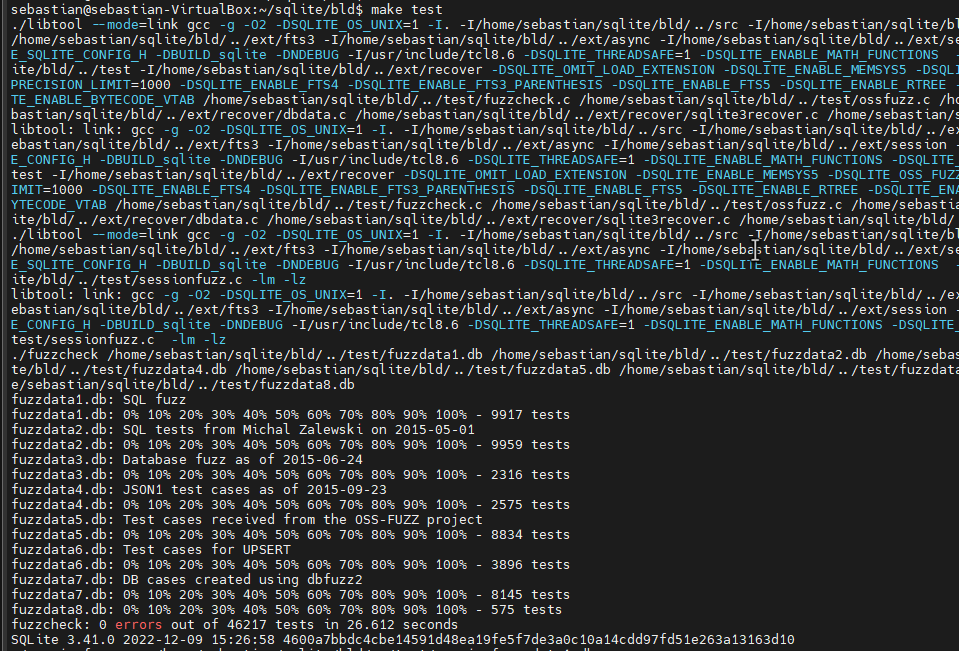 sebastian@sebastian-VirtualBox:~/sqlite/bld$ make test
./libtool --mode=link gcc -g -O2 -DSQLITE_OS_UNIX=1 -I. -I/home/sebastian/sqlite/bld/../src -I/home/sebastian/sqlite/bl
/home/sebastian/sqlite/bld/../ext/fts3 -I/home/sebastian/sqlite/bld/../ext/async -I/home/sebastian/sqlite/bld/../ext/se
E_SQLITE_CONFIG_H -DBUILD_sqlite -DNDEBUG -I/usr/include/tcl8.6 -DSQLITE_THREADSAFE=1 -DSQLITE_ENABLE_MATH_FUNCTIONS -
ite/bld/../test -I/home/sebastian/sqlite/bld/../ext/recover -DSQLITE_OMIT_LOAD_EXTENSION -DSQLITE_ENABLE_MEMSYS5 -DSQLI
PRECISION_LIMIT=1000 -DSQLITE_ENABLE_FTS4 -DSQLITE_ENABLE_FTS3_PARENTHESIS -DSQLITE_ENABLE_FTS5 -DSQLITE_ENABLE_RTREE -
TE_ENABLE_BYTECODE_VTAB /home/sebastian/sqlite/bld/../test/fuzzcheck.c /home/sebastian/sqlite/bld/../test/ossfuzz.c /ho
bastian/sqlite/bld/../ext/recover/dbdata.c /home/sebastian/sqlite/bld/../ext/recover/sqlite3recover.c /home/sebastian/s
libtool: link: gcc -g -O2 -DSQLITE_OS_UNIX=1 -I. -I/home/sebastian/sqlite/bld/../src -I/home/sebastian/sqlite/bld/../ex
ebastian/sqlite/bld/../ext/fts3 -I/home/sebastian/sqlite/bld/../ext/async -I/home/sebastian/sqlite/bld/../ext/session -
E_CONFIG_H -DBUILD_sqlite -DNDEBUG -I/usr/include/tcl8.6 -DSQLITE_THREADSAFE=1 -DSQLITE_ENABLE_MATH_FUNCTIONS -DSQLITE_
test -I/home/sebastian/sqlite/bld/../ext/recover -DSQLITE_OMIT_LOAD_EXTENSION -DSQLITE_ENABLE_MEMSYS5 -DSQLITE_OSS_FUZZ
IMIT=1000 -DSQLITE_ENABLE_FTS4 -DSQLITE_ENABLE_FTS3_PARENTHESIS -DSQLITE_ENABLE_FTS5 -DSQLITE_ENABLE_RTREE -DSQLITE_ENA
YTECODE_VTAB /home/sebastian/sqlite/bld/../test/fuzzcheck.c /home/sebastian/sqlite/bld/../test/ossfuzz.c /home/sebastia
ite/bld/../ext/recover/dbdata.c /home/sebastian/sqlite/bld/../ext/recover/sqlite3recover.c /home/sebastian/sqlite/bld/.
./libtool --mode=link gcc -g -O2 -DSQLITE_OS_UNIX=1 -I. -I/home/sebastian/sqlite/bld/../src -I/home/sebastian/sqlite/bl
/home/sebastian/sqlite/bld/../ext/fts3 -I/home/sebastian/sqlite/bld/../ext/async -I/home/sebastian/sqlite/bld/../ext/se
E_SQLITE_CONFIG_H -DBUILD_sqlite -DNDEBUG -I/usr/include/tcl8.6 -DSQLITE_THREADSAFE=1 -DSQLITE_ENABLE_MATH_FUNCTIONS -
ite/bld/../test/sessionfuzz.c -lm -lz
libtool: link: gcc -g -O2 -DSQLITE_OS_UNIX=1 -I. -I/home/sebastian/sqlite/bld/../src -I/home/sebastian/sqlite/bld/../ex
ebastian/sqlite/bld/../ext/fts3 -I/home/sebastian/sqlite/bld/../ext/async -I/home/sebastian/sqlite/bld/../ext/session -
E_CONFIG_H -DBUILD_sqlite -DNDEBUG -I/usr/include/tcl8.6 -DSQLITE_THREADSAFE=1 -DSQLITE_ENABLE_MATH_FUNCTIONS -DSQLITE_
test/sessionfuzz.c -lm -lz
./fuzzcheck /home/sebastian/sqlite/bld/../test/fuzzdata1.db /home/sebastian/sqlite/bld/../test/fuzzdata2.db /home/sebas
te/bld/../test/fuzzdata4.db /home/sebastian/sqlite/bld/../test/fuzzdata5.db /home/sebastian/sqlite/bld/../test/fuzzdata
e/sebastian/sqlite/bld/../test/fuzzdata8.db
fuzzdata1.db: SQL fuzz
fuzzdata1.db: 0% 10% 20% 30% 40% 50% 60% 70% 80% 90% 100% - 9917 tests
fuzzdata2.db: SQL tests from Michal Zalewski on 2015-05-01
fuzzdata2.db: 0% 10% 20% 30% 40% 50% 60% 70% 80% 90% 100% - 9959 tests
fuzzdata3.db: Database fuzz as of 2015-06-24
fuzzdata3.db: 0% 10% 20% 30% 40% 50% 60% 70% 80% 90% 100% - 2316 tests
fuzzdata4.db: JSON1 test cases as of 2015-09-23
fuzzdata4.db: 0% 10% 20% 30% 40% 50% 60% 70% 80% 90% 100% - 2575 tests
fuzzdata5.db: Test cases received from the OSS-FUZZ project
fuzzdata5.db: 0% 10% 20% 30% 40% 50% 60% 70% 80% 90% 100% - 8834 tests
fuzzdata6.db: Test cases for UPSERT
fuzzdata6.db: 0% 10% 20% 30% 40% 50% 60% 70% 80% 90% 100% - 3896 tests
fuzzdata7.db: DB cases created using dbfuzz2
fuzzdata7.db: 0% 10% 20% 30% 40% 50% 60% 70% 80% 90% 100% - 8145 tests
fuzzdata8.db: 0% 10% 20% 30% 40% 50% 60% 70% 80% 90% 100% - 575 tests
fuzzcheck: 0 errors out of 46217 tests in 26.612 seconds
SQLite 3.41.0 2022-12-09 15:26:58 4600a7bbdc4cbe14591d48ea19fe5f7de3a0c10a14cdd97fd51e263a13163d10